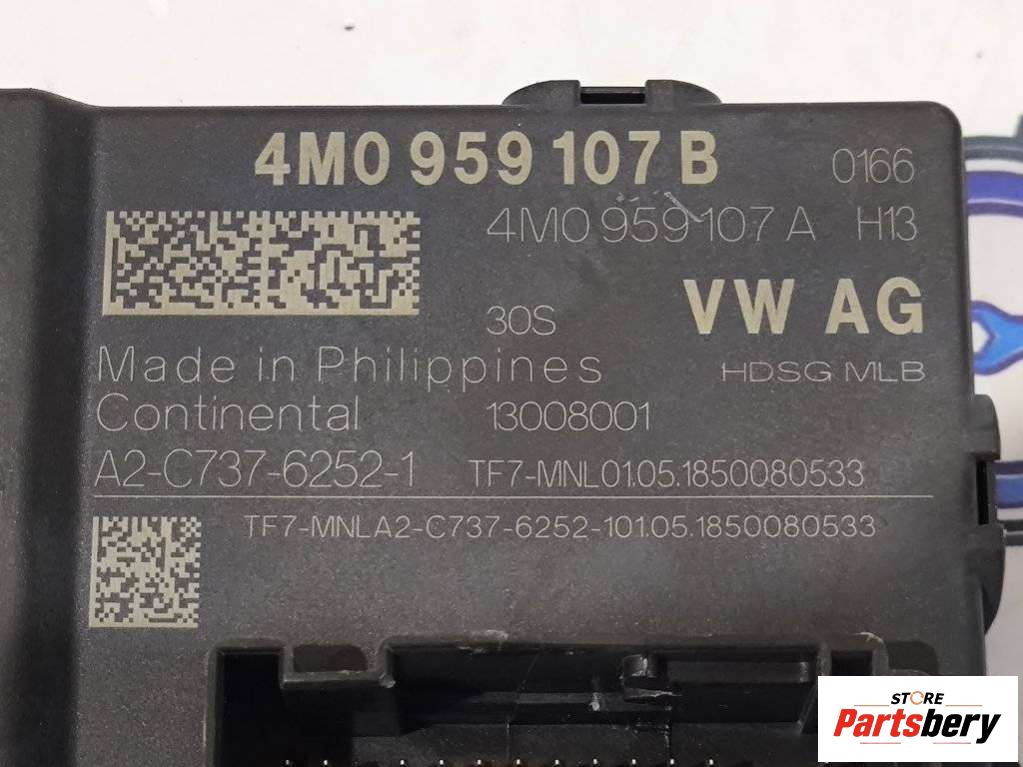 4M0 959 107 B 0166
4M0 959 107 A H13
30S VW AG
Made in Philippines HDSG MLB
Continental 13008001
A2-C737-6252-1 TF7-MNL01.05.1850080533
TF7-MNLA2-C737-6252-101.05.1850080533
STORE
Partsbery